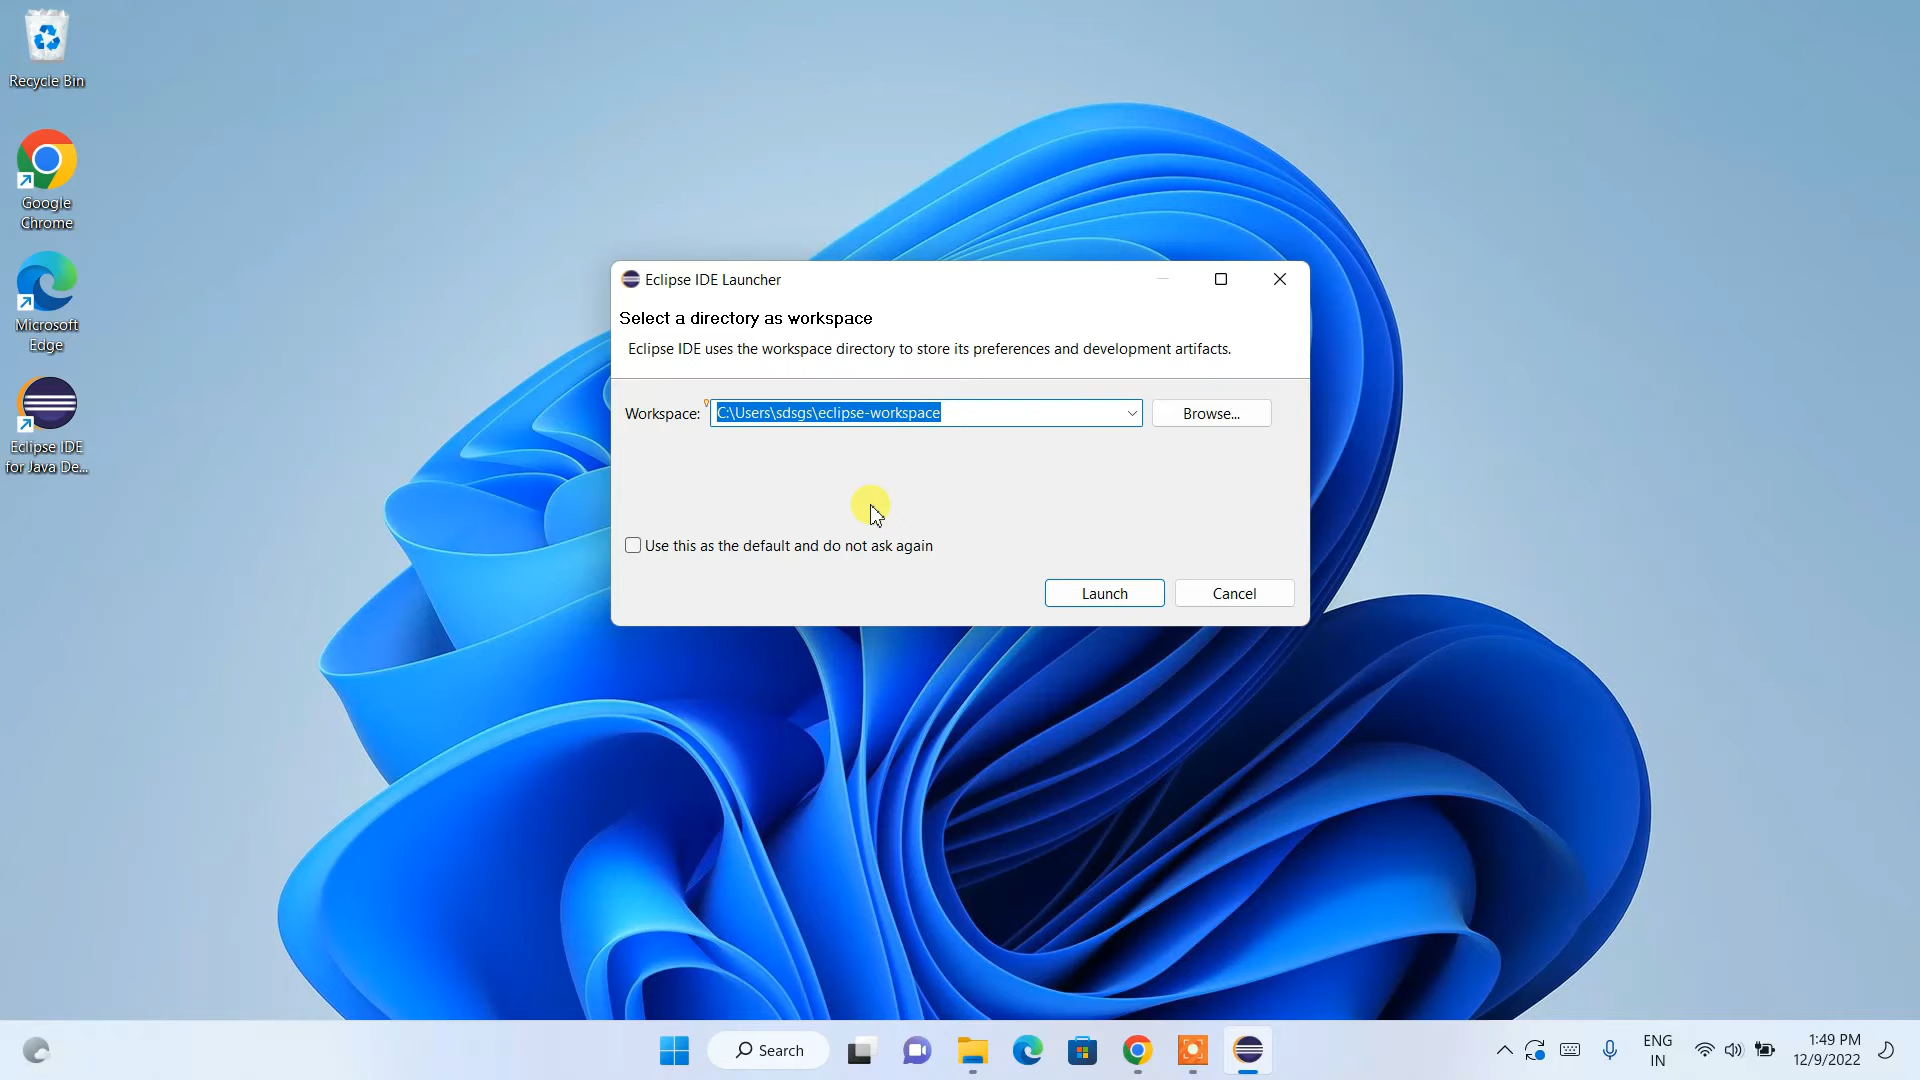 Recycle Bin
Google
Chrome
Microsoft
Edge
Eclipse IDE
for Java De...
Eclipse IDE Launcher
Select a directory as workspace
Eclipse IDE uses the workspace directory to store its preferences and development artifacts.
Workspace: C:\Users\sdsgs\eclipse-workspace Browse...
Use this as the default and do not ask again
Launch Cancel
Search
ENG
IN
1:49 PM
12/9/2022